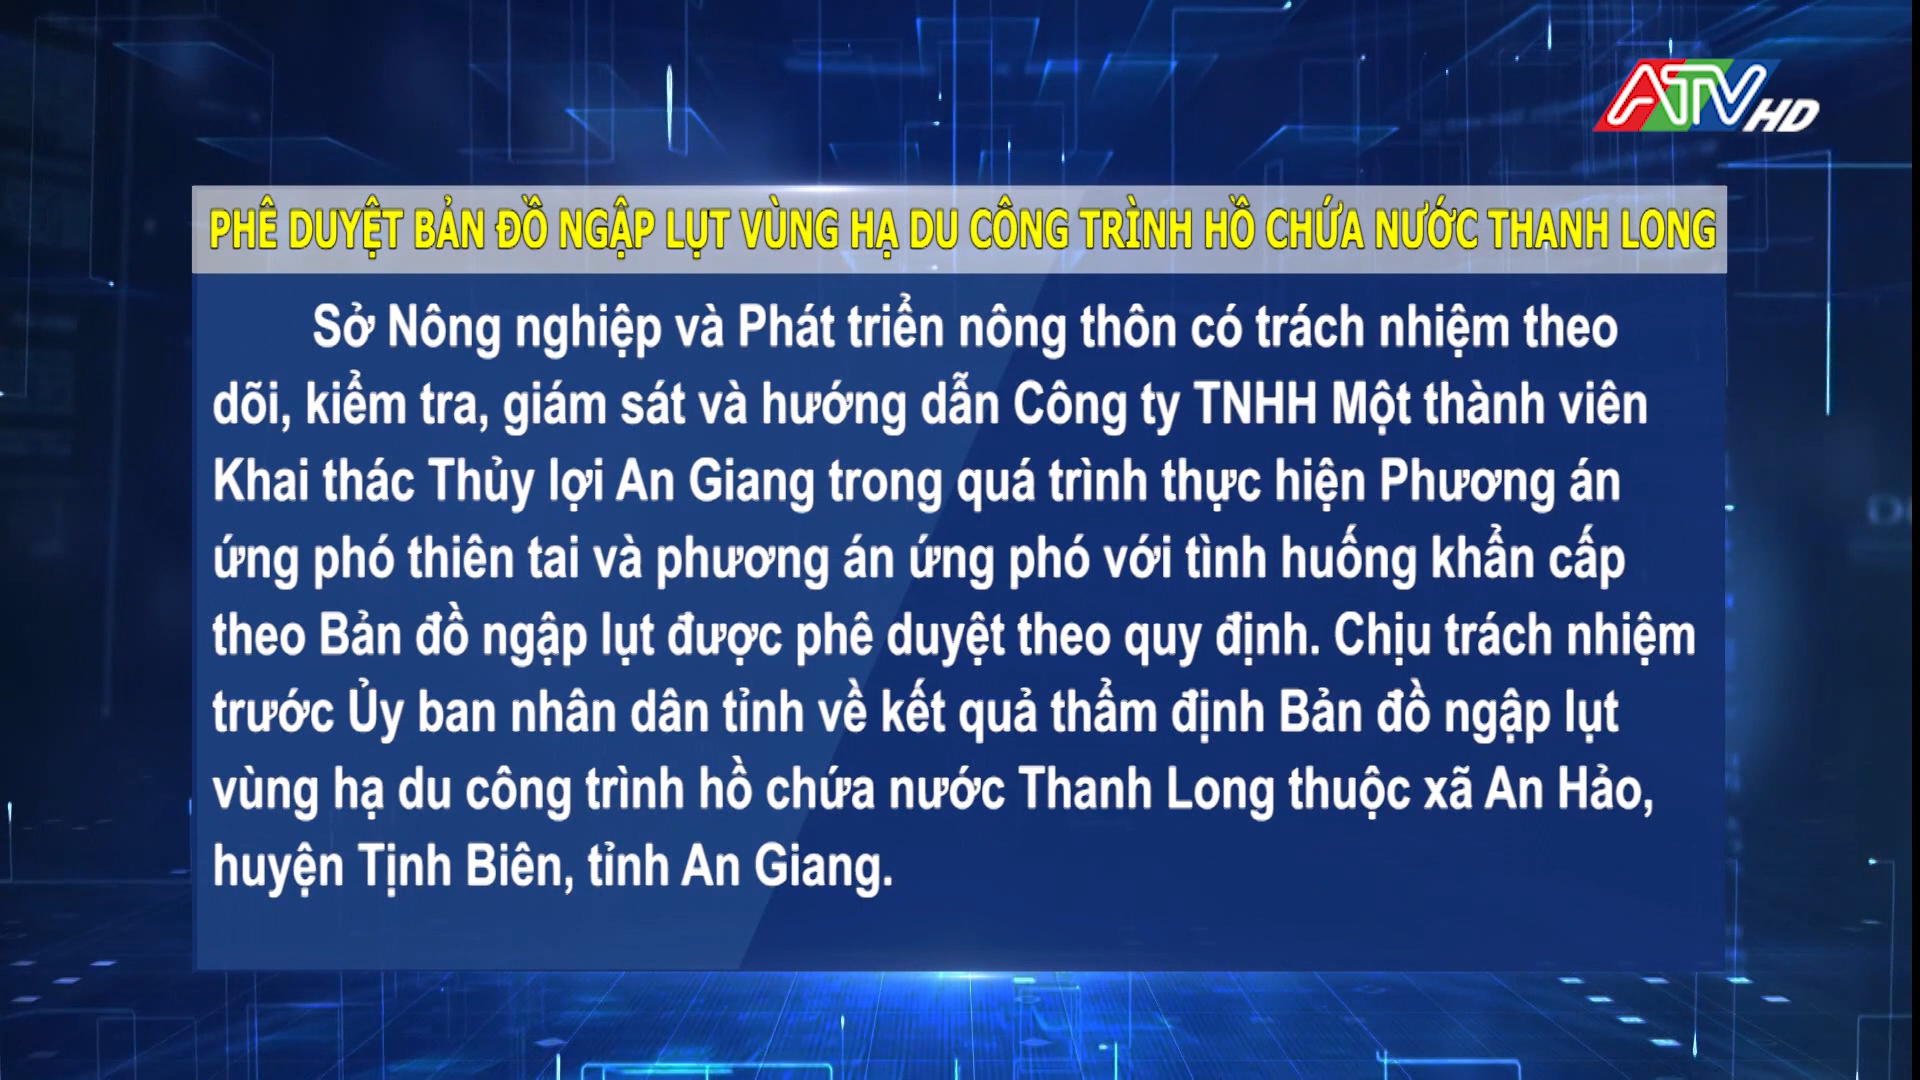 ATV HD
PHÊ DUYỆT BẢN ĐỒ NGẬP LỤT VÙNG HẠ DU CÔNG TRÌNH HỒ CHỨA NƯỚC THANH LONG
Sở Nông nghiệp và Phát triển nông thôn có trách nhiệm theo
dõi, kiểm tra, giám sát và hướng dẫn Công ty TNHH Một thành viên
Khai thác Thủy lợi An Giang trong quá trình thực hiện Phương án
ứng phó thiên tai và phương án ứng phó với tình huống khẩn cấp
theo Bản đồ ngập lụt được phê duyệt theo quy định. Chịu trách nhiệm
trước Ủy ban nhân dân tỉnh về kết quả thẩm định Bản đồ ngập lụt
vùng hạ du công trình hồ chứa nước Thanh Long thuộc xã An Hảo,
huyện Tịnh Biên, tỉnh An Giang.